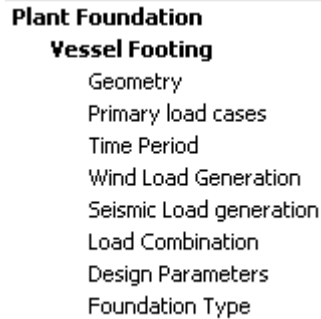 Plant Foundation
Vessel Footing
Geometry
Primary load cases
Time Period
Wind Load Generation
Seismic Load generation
Load Combination
Design Parameters
Foundation Type